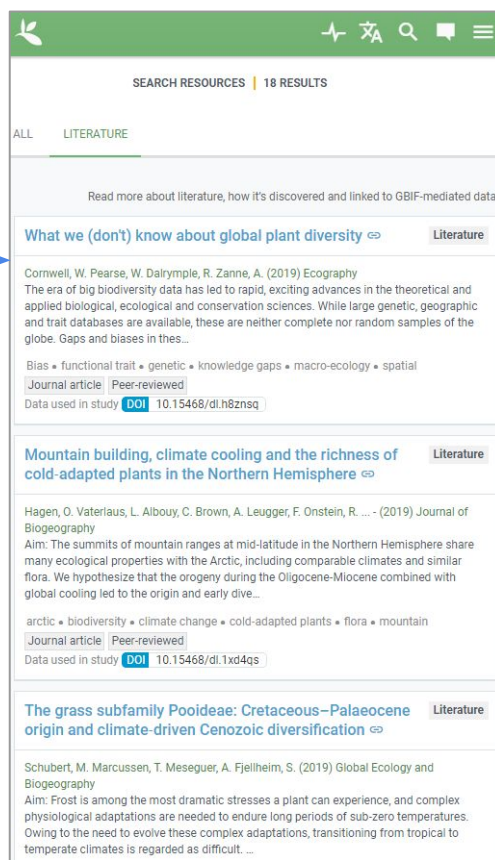 SEARCH RESOURCES | 18 RESULTS
ALL LITERATURE
Read more about literature, how it's discovered and linked to GBIF-mediated data
What we (don't) know about global plant diversity
Literature
Cornwell, W. Pearse, W. Dalrymple, R. Zanne, A. (2019) Ecography
The era of big biodiversity data has led to rapid, exciting advances in the theoretical and
applied biological, ecological and conservation sciences. While large genetic, geographic
and trait databases are available, these are neither complete nor random samples of the
globe. Gaps and biases in thes…
Bias • functional trait • genetic • knowledge gaps • macro-ecology • spatial
Journal article Peer-reviewed
Data used in study DOI 10.15468/dl.h8znsq
Mountain building, climate cooling and the richness of
cold-adapted plants in the Northern Hemisphere
Literature
Hagen, O. Vaterlaus, L. Albouy, C. Brown, A. Leugger, F. Onstein, R. ... - (2019) Journal of
Biogeography
Aim: The summits of mountain ranges at mid-latitude in the Northern Hemisphere share
many ecological properties with the Arctic, including comparable climates and similar
flora. We hypothesize that the orogeny during the Oligocene-Miocene combined with
global cooling led to the origin and early dive…
arctic • biodiversity • climate change • cold-adapted plants • flora • mountain
Journal article Peer-reviewed
Data used in study DOI 10.15468/dl.1xd4qs
The grass subfamily Pooideae: Cretaceous–Palaeocene
origin and climate-driven Cenozoic diversification
Literature
Schubert, M. Marcussen, T. Meseguer, A. Fjellheim, S. (2019) Global Ecology and
Biogeography
Aim: Frost is among the most dramatic stresses a plant can experience, and complex
physiological adaptations are needed to endure long periods of sub-zero temperatures.
Owing to the need to evolve these complex adaptations, transitioning from tropical to
temperate climates is regarded as difficult. …